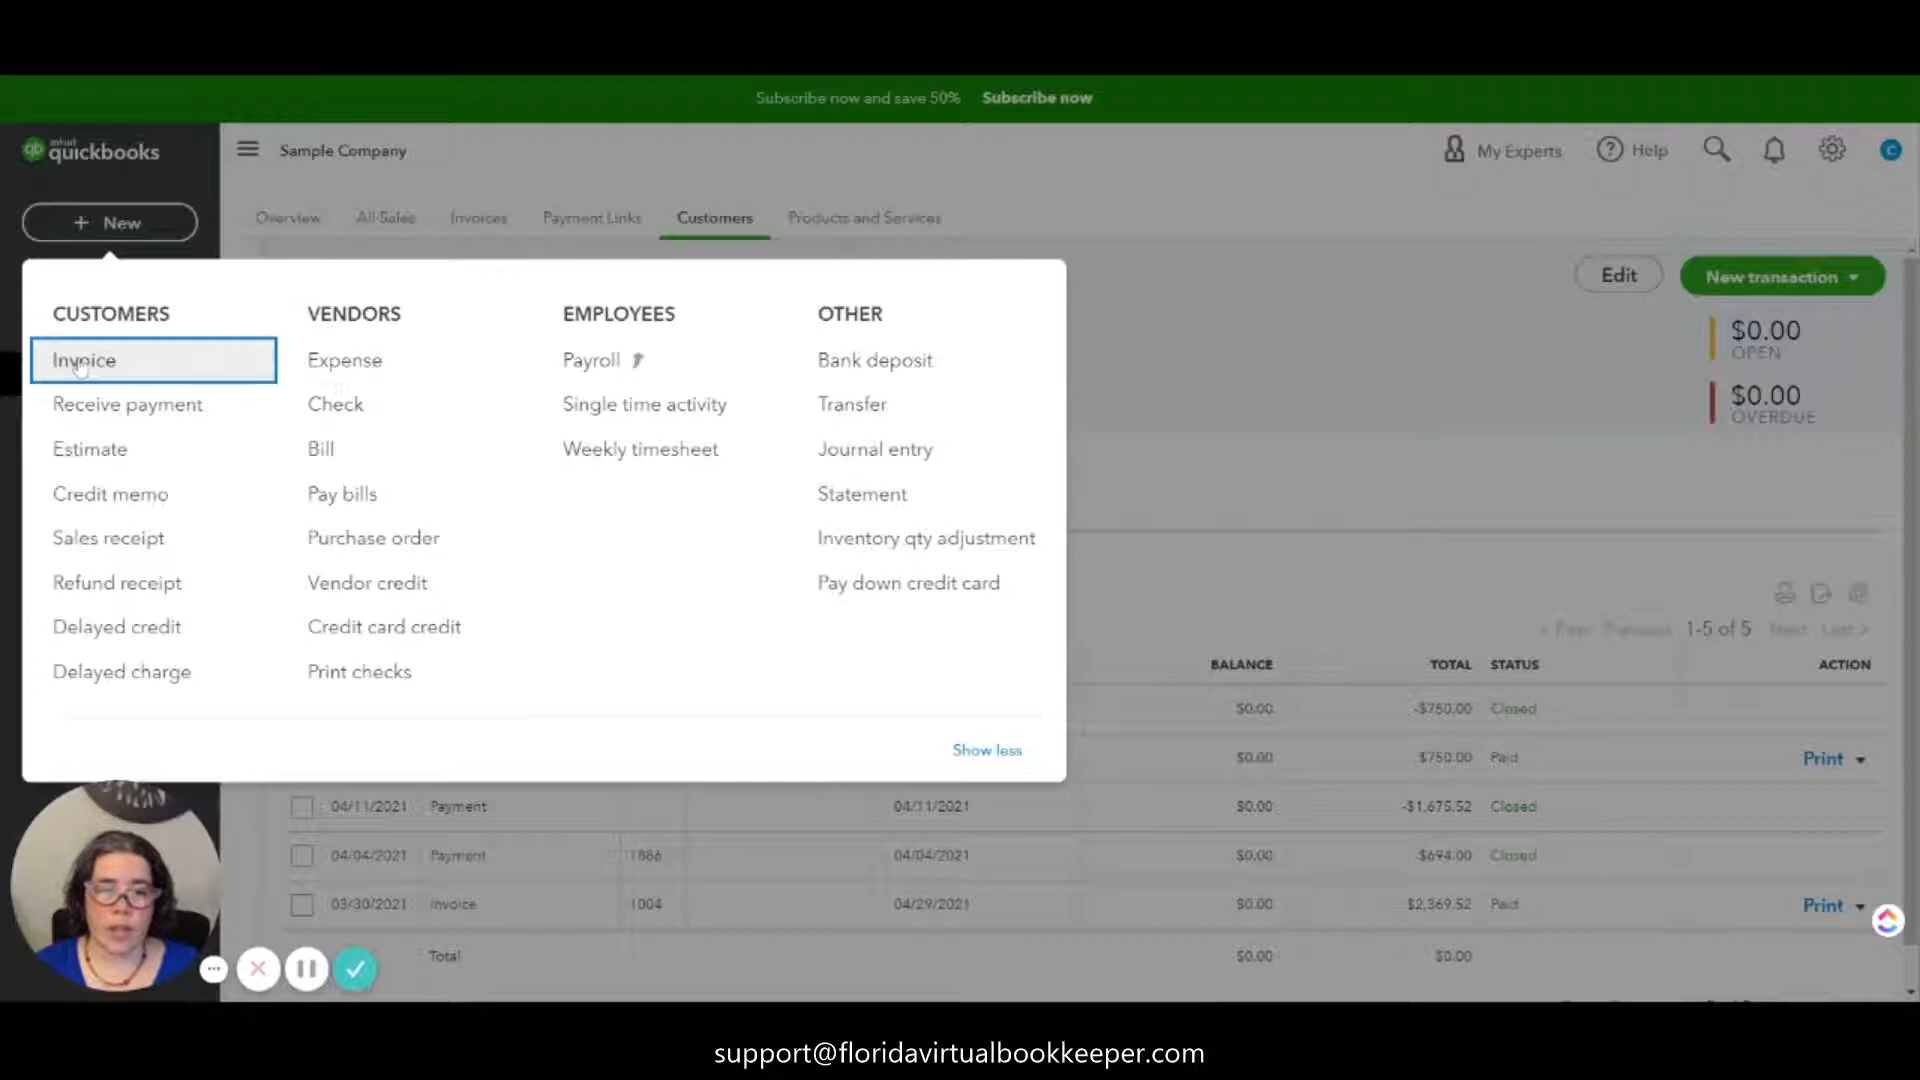 Subscribe now and save 50% Subscribe now
intuit quickbooks
Sample Company
My Experts
Help
C
+ New
Overview
All Sales
Invoices
Payment Links
Customers
Products and Services
Edit
New transaction
$0.00
OPEN
$0.00
OVERDUE
CUSTOMERS
Invoice
Receive payment
Estimate
Credit memo
Sales receipt
Refund receipt
Delayed credit
Delayed charge
VENDORS
Expense
Check
Bill
Pay bills
Purchase order
Vendor credit
Credit card credit
Print checks
EMPLOYEES
Payroll
Single time activity
Weekly timesheet
OTHER
Bank deposit
Transfer
Journal entry
Statement
Inventory qty adjustment
Pay down credit card
Show less
< First Previous 1-5 of 5 Next Last >
BALANCE TOTAL STATUS ACTION
$0.00 -$750.00 Closed
$0.00 $750.00 Paid Print
04/11/2021 Payment 04/11/2021 $0.00 -$1,675.52 Closed
04/04/2021 Payment 1886 04/04/2021 $0.00 -$694.00 Closed
03/30/2021 Invoice 1004 04/29/2021 $0.00 $2,369.52 Paid Print
Total $0.00 $0.00
support@floridavirtualbookkeeper.com